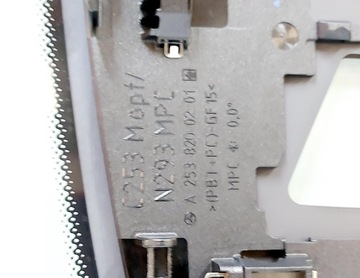 C253 Mopf/
N293 MPC
A 253 820 02 01
>(PBT+PC)-GF15<
MPC 0,0°